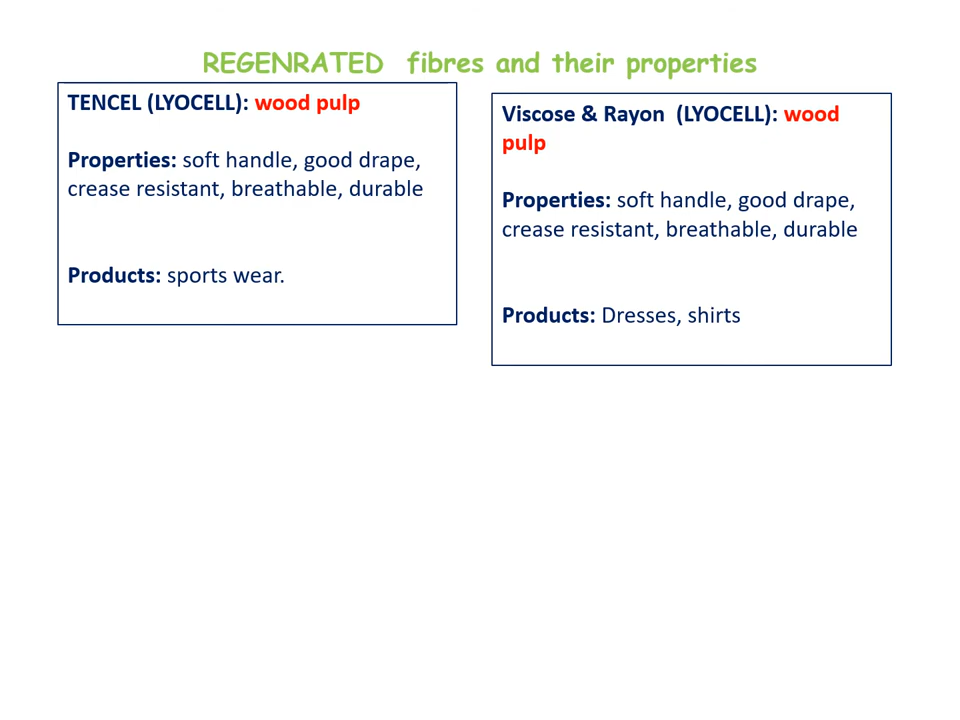 REGENRATED  fibres and their properties
TENCEL (LYOCELL): wood pulp
Properties: soft handle, good drape,
crease resistant, breathable, durable
Products: sports wear.
Viscose & Rayon  (LYOCELL): wood
pulp
Properties: soft handle, good drape,
crease resistant, breathable, durable
Products: Dresses, shirts